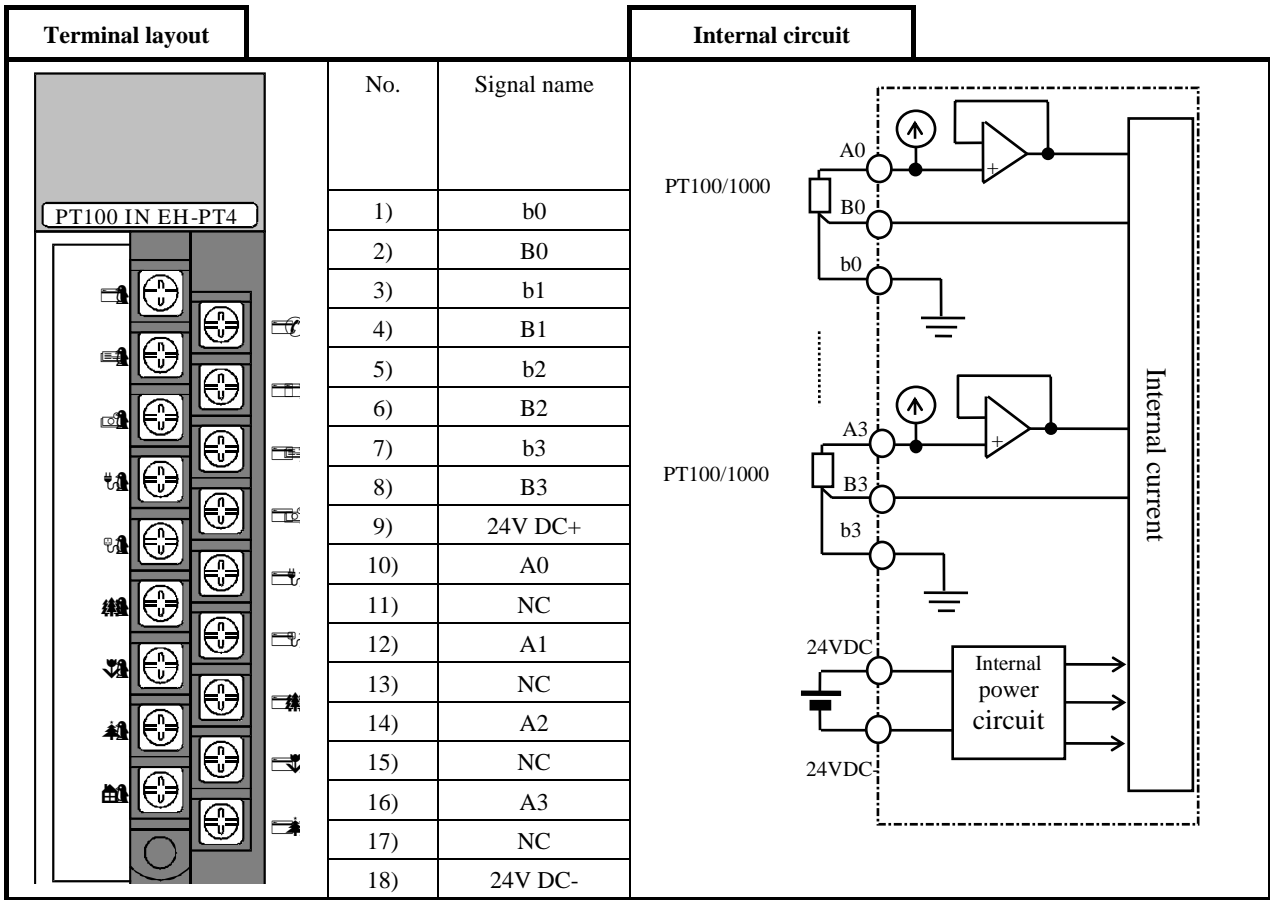 Terminal layout
Internal circuit
PT100 IN EH-PT4
No. Signal name
1) b0
2) B0
3) b1
4) B1
5) b2
6) B2
7) b3
8) B3
9) 24V DC+
10) A0
11) NC
12) A1
13) NC
14) A2
15) NC
16) A3
17) NC
18) 24V DC-
PT100/1000
A0
+
B0
b0
PT100/1000
A3
+
B3
b3
24VDC
24VDC-
Internal
power
circuit
Internal current